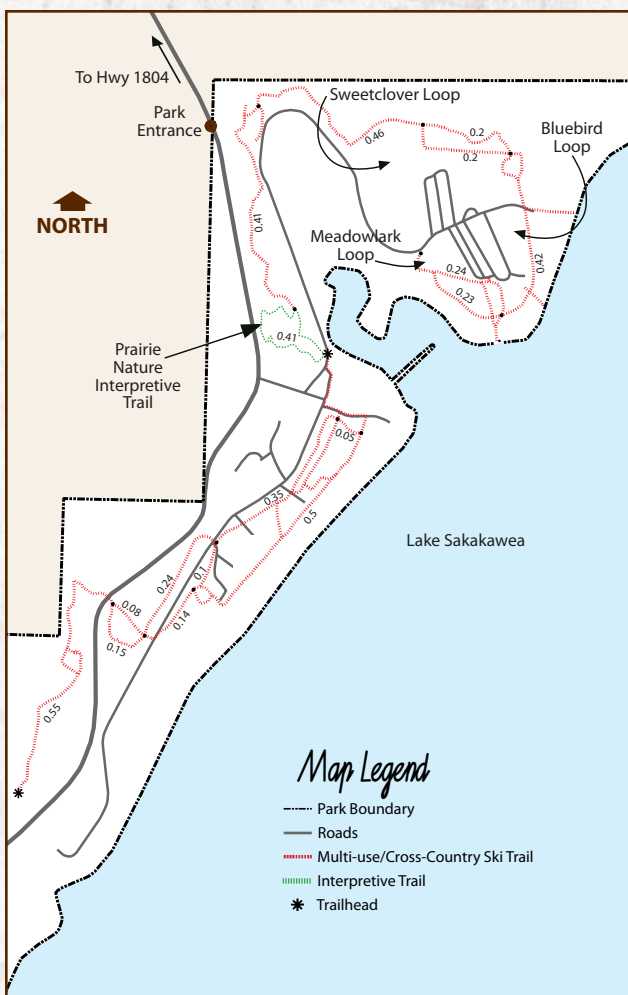 To Hwy 1804
Park
Entrance
NORTH
Sweetclover Loop
Bluebird
Loop
0.46
0.2
0.2
0.41
Meadowlark
Loop
0.24
0.23
0.42
Prairie
Nature
Interpretive
Trail
0.41
0.05
0.35
0.5
Lake Sakakawea
0.24
0.1
0.08
0.14
0.15
0.55
Map Legend
Park Boundary
Roads
Multi-use/Cross-Country Ski Trail
Interpretive Trail
Trailhead